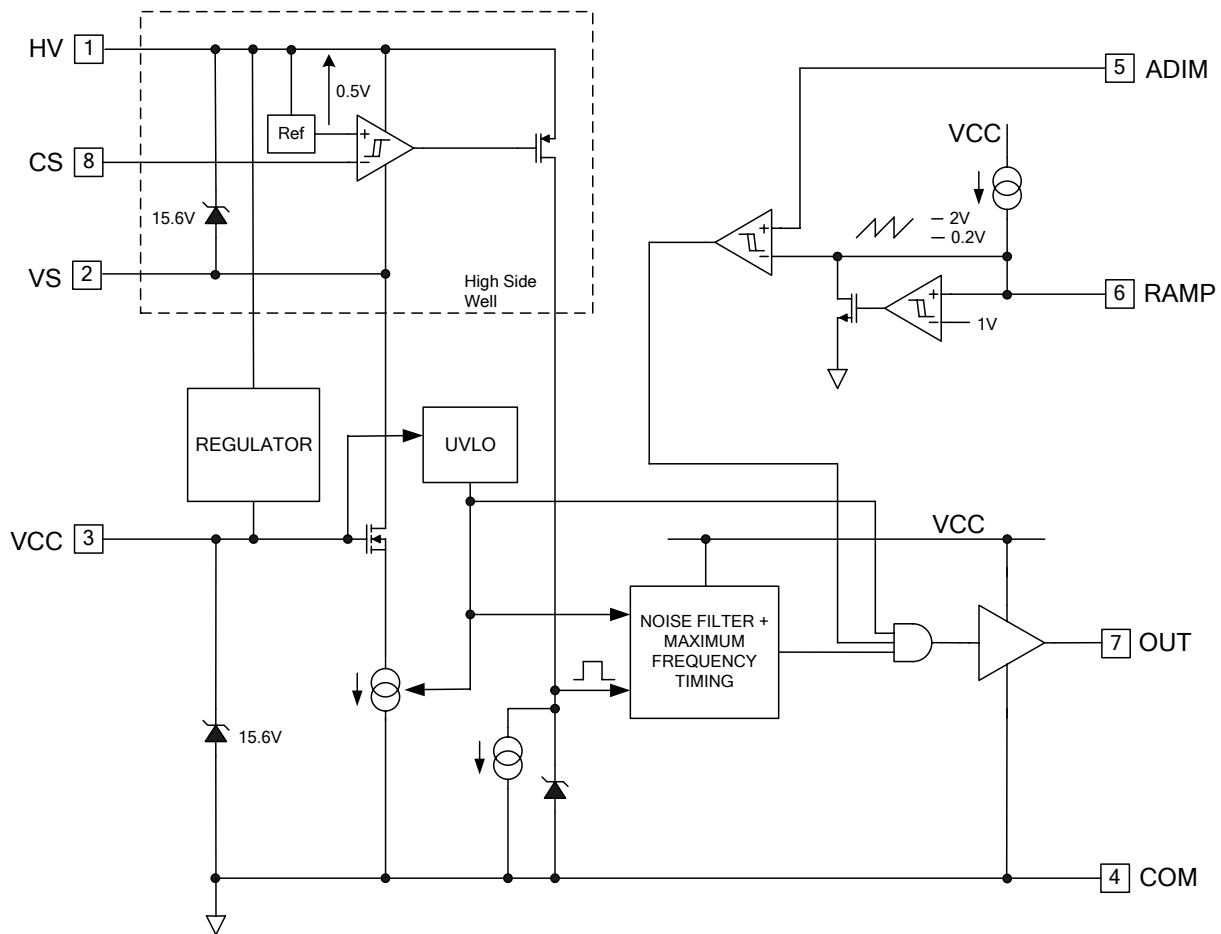 HV 1
5 ADIM
0.5V
VCC
Ref
+
−
CS 8
15.6V
+
−
− 2V
− 0.2V
VS 2
High Side
Well
+
−
1V
6 RAMP
REGULATOR
UVLO
VCC 3
VCC
NOISE FILTER +
MAXIMUM
FREQUENCY
TIMING
7 OUT
15.6V
4 COM